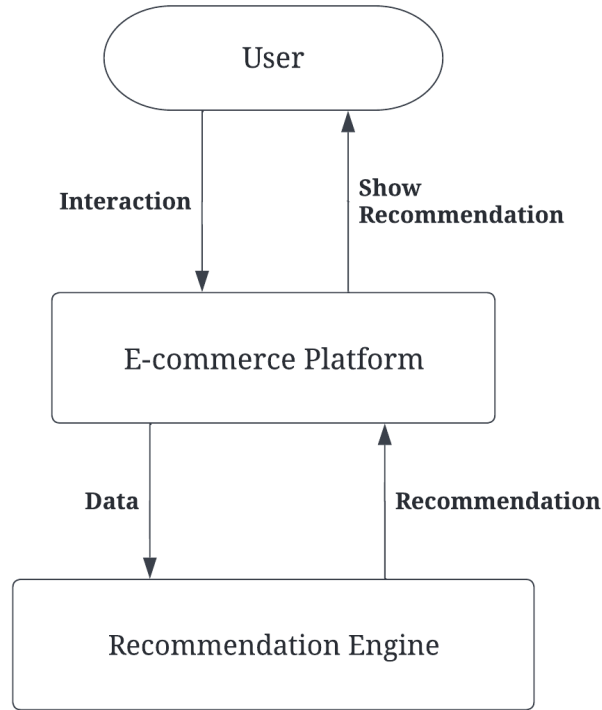 User
Interaction
Show
Recommendation
E-commerce Platform
Data
Recommendation
Recommendation Engine